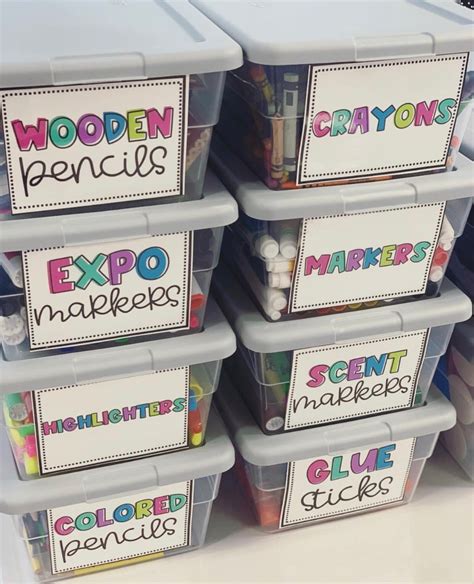 WOODEN
pencils
EXPO
markers
HIGHLIGHTERS
COLORED
pencils
CRAYONS
MARKERS
SCENT
markers
GLUE
sticks